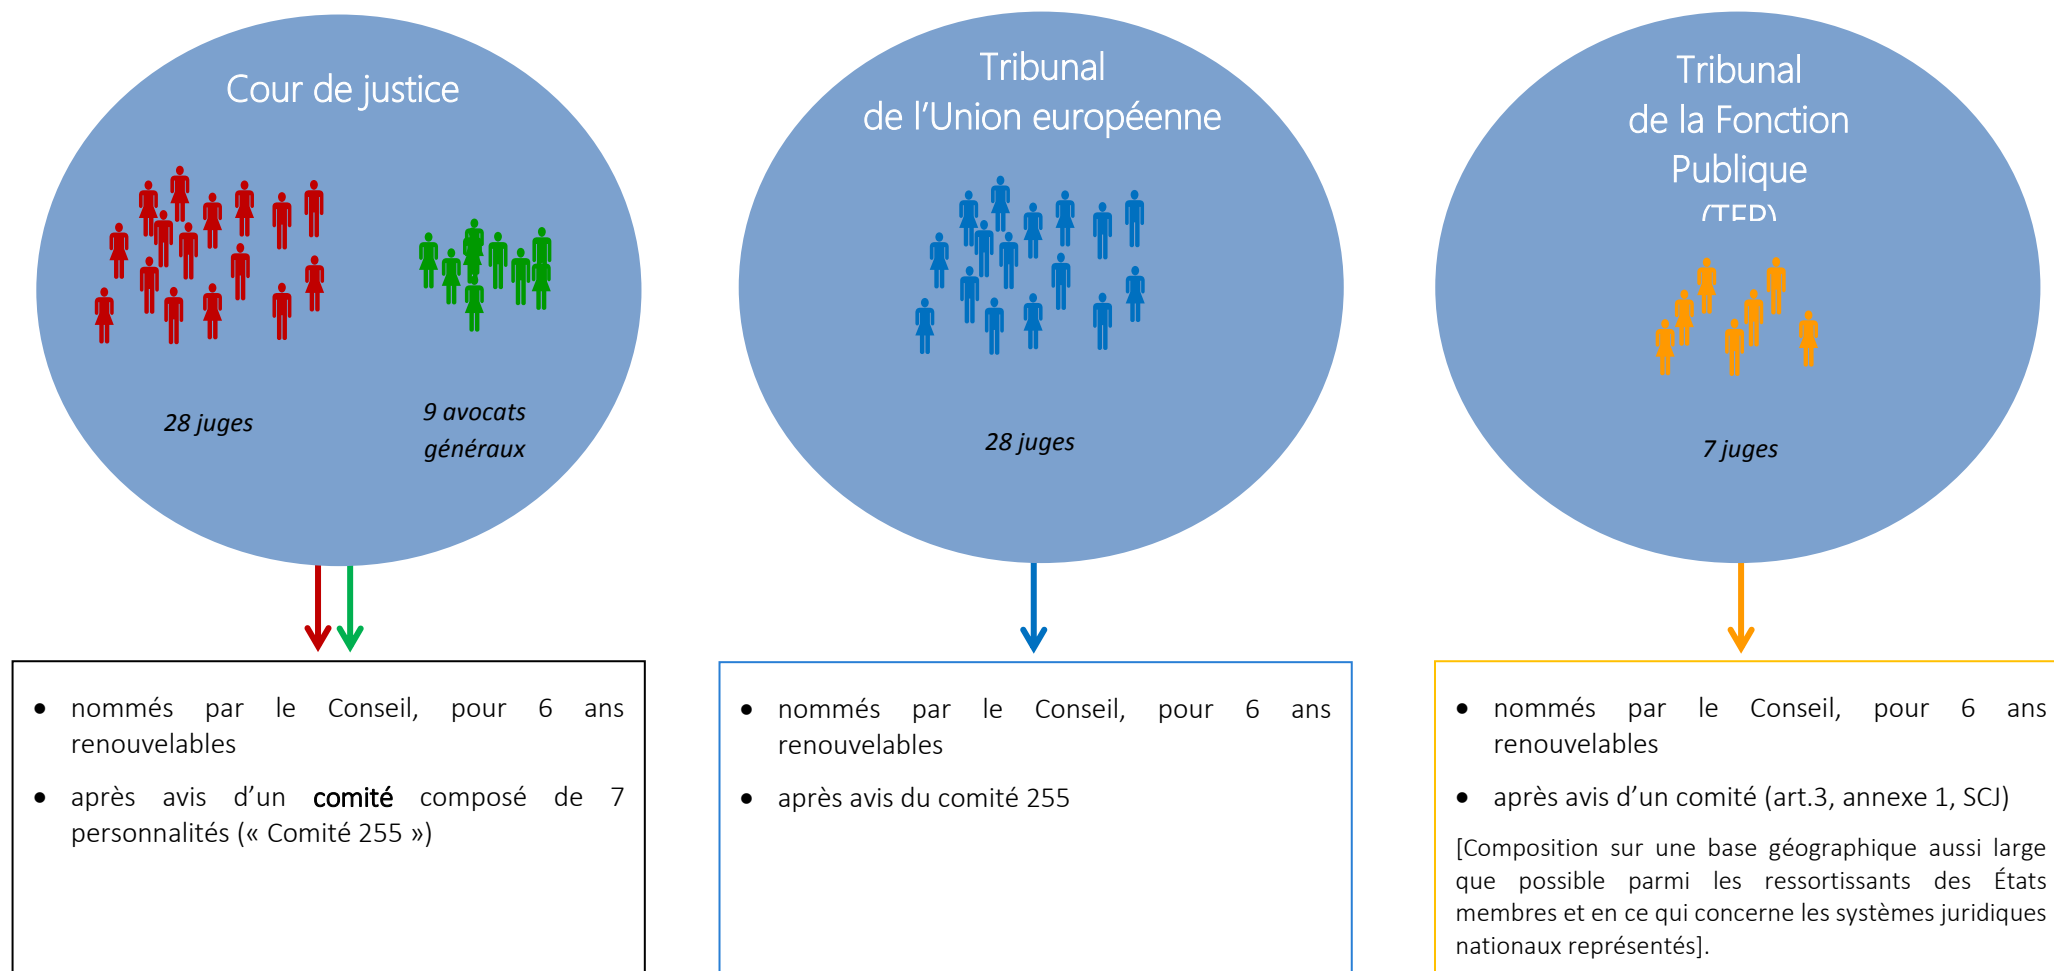 Cour de justice
28 juges
9 avocats
généraux
nommés par le Conseil, pour 6 ans
renouvelables
après avis d’un comité composé de 7
personnalités (« Comité 255 »)
Tribunal
de l’Union européenne
28 juges
nommés par le Conseil, pour 6 ans
renouvelables
après avis du comité 255
Tribunal
de la Fonction
Publique
(TFP)
7 juges
nommés par le Conseil, pour 6 ans
renouvelables
après avis d’un comité (art.3, annexe 1, SCJ)
[Composition sur une base géographique aussi large
que possible parmi les ressortissants des États
membres et en ce qui concerne les systèmes juridiques
nationaux représentés].